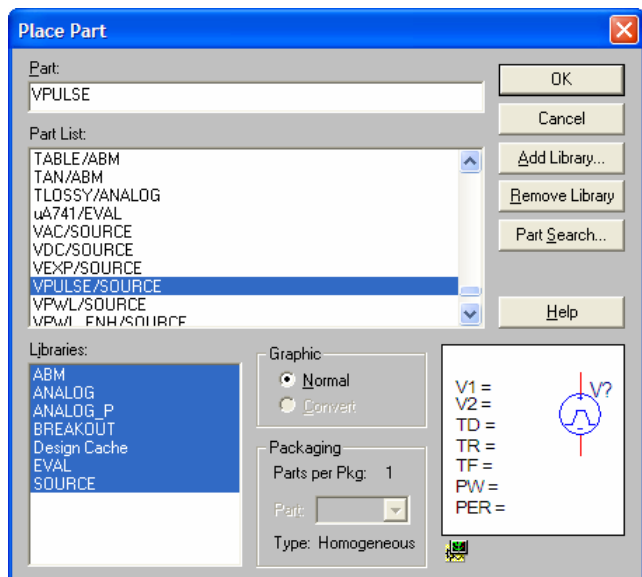 Place Part
Part:
VPULSE
OK
Cancel
Add Library...
Remove Library
Part Search...
Help
Part List:
TABLE/ABM
TAN/ABM
TLOSSY/ANALOG
uA741/EVAL
VAC/SOURCE
VDC/SOURCE
VEXP/SOURCE
VPULSE/SOURCE
VPWL/SOURCE
VPWL_ENH/SOURCE
Libraries:
ABM
ANALOG
ANALOG_P
BREAKOUT
Design Cache
EVAL
SOURCE
Graphic
Normal
Convert
Packaging
Parts per Pkg: 1
Part:
Type: Homogeneous
V1 =
V2 =
TD =
TR =
TF =
PW =
PER =
V?